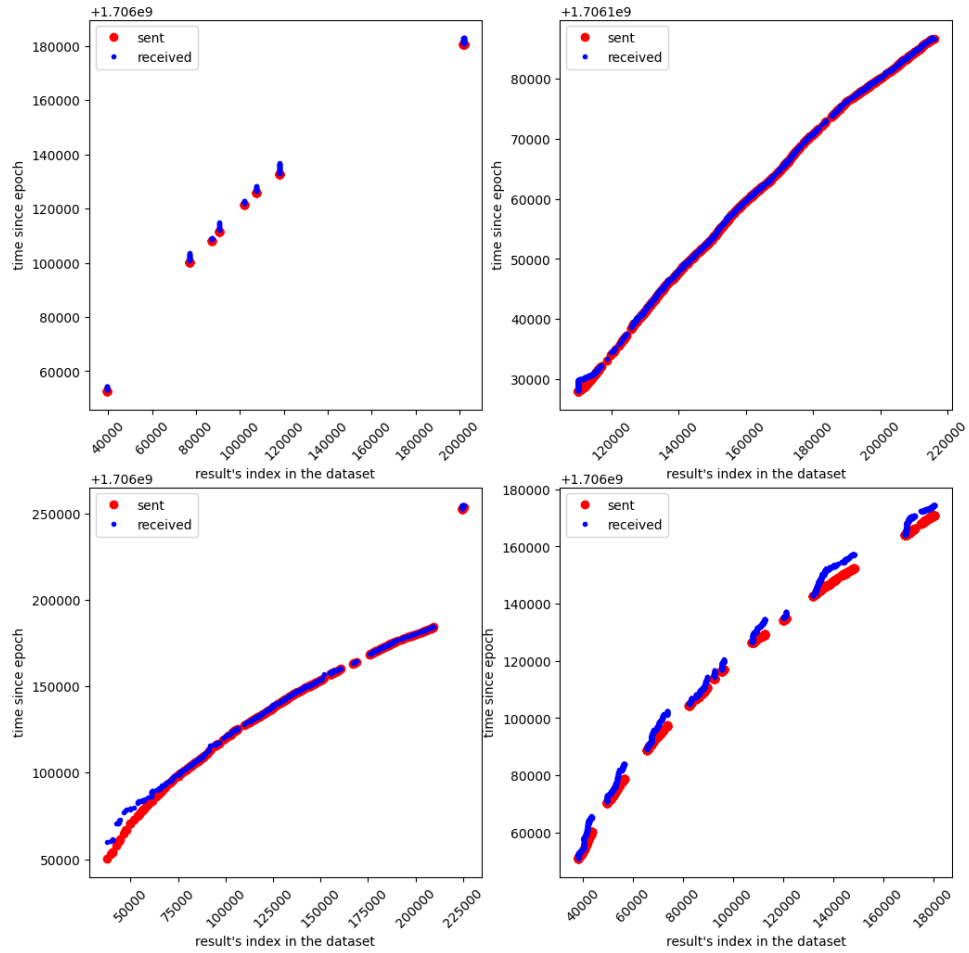 +1.706e9
sent
received
180000
160000
140000
120000
100000
80000
60000
time since epoch
40000
60000
80000
100000
120000
140000
160000
180000
200000
result's index in the dataset
+1.7061e9
sent
received
80000
70000
60000
50000
40000
30000
time since epoch
120000
140000
160000
180000
200000
220000
result's index in the dataset
+1.706e9
sent
received
250000
200000
150000
100000
50000
time since epoch
50000
75000
100000
125000
150000
175000
200000
225000
result's index in the dataset
+1.706e9
sent
received
180000
160000
140000
120000
100000
80000
60000
time since epoch
40000
60000
80000
100000
120000
140000
160000
180000
result's index in the dataset